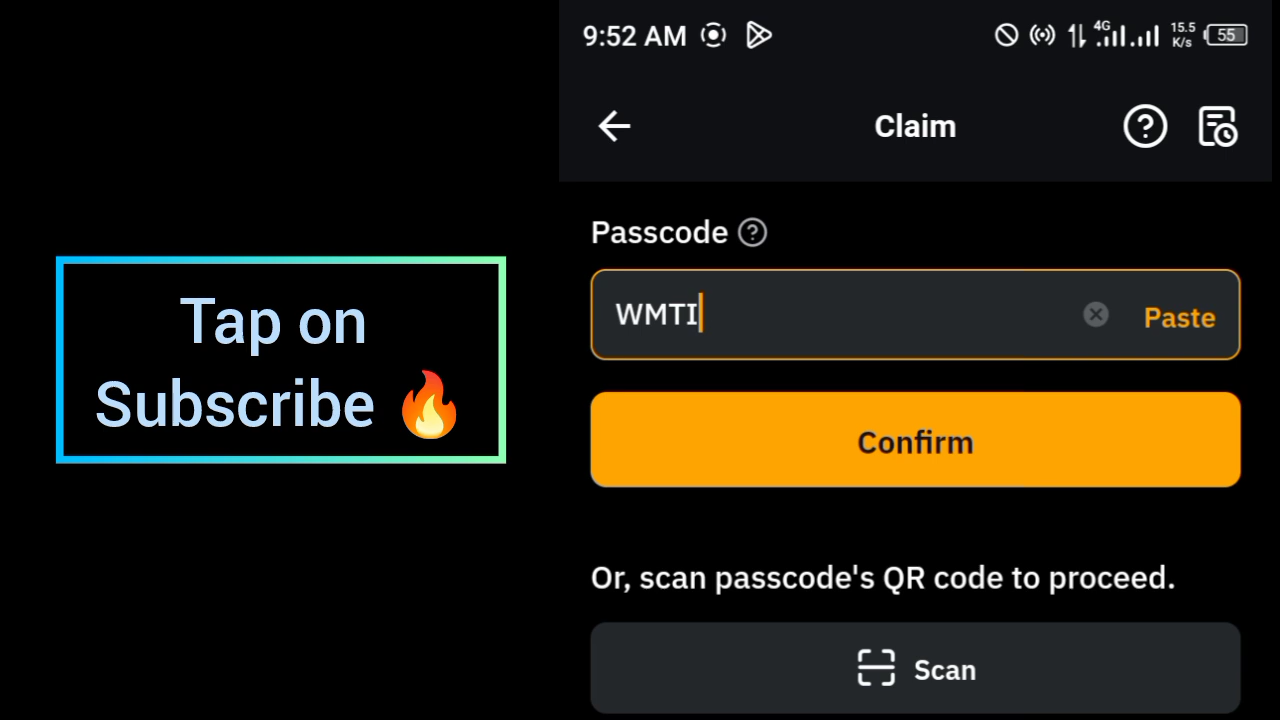 Tap on
Subscribe 🔥
9:52 AM
4G
15.5
K/s
55
Claim
Passcode
WMTI
Paste
Confirm
Or, scan passcode's QR code to proceed.
Scan